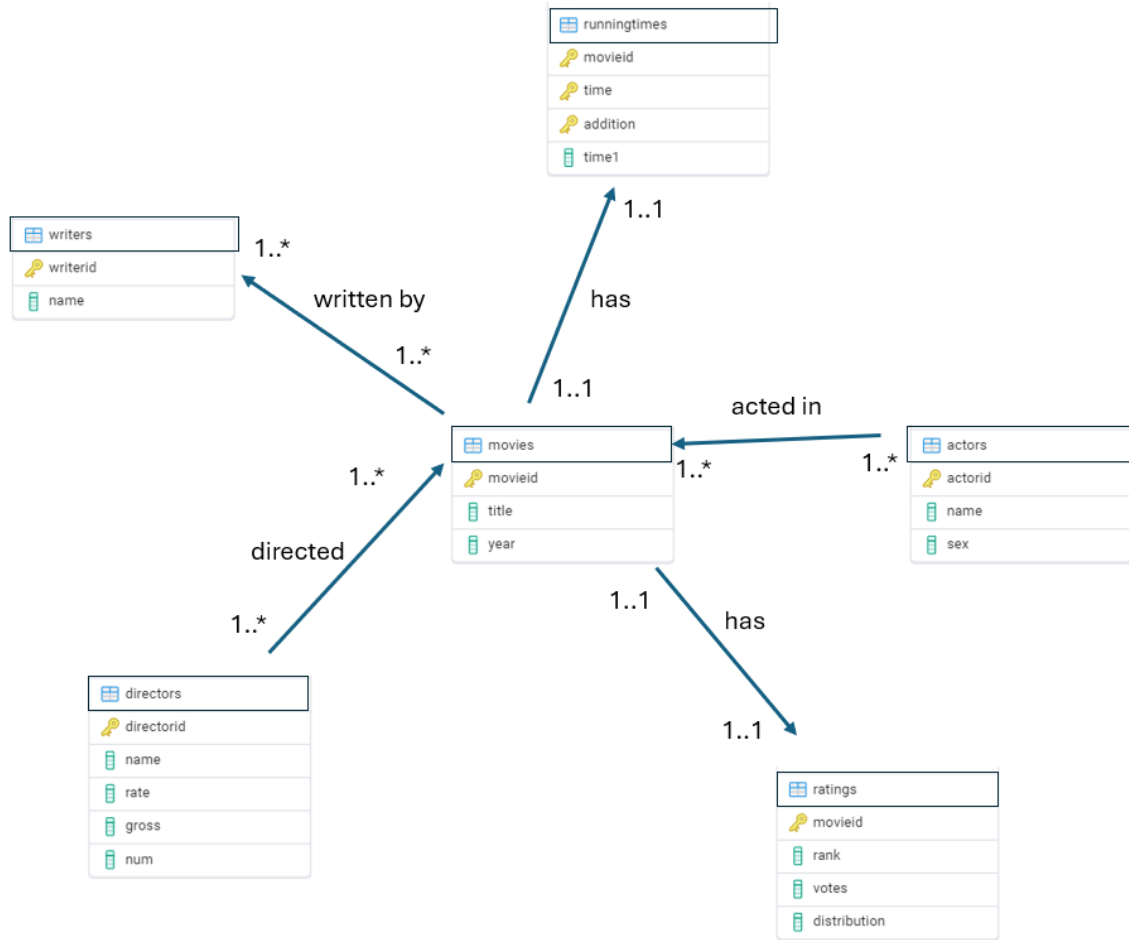 runningtimes
movieid
time
addition
time1
1..1
has
1..1
writers
writerid
name
1..*
written by
1..*
movies
movieid
title
year
acted in
1..*
1..*
actors
actorid
name
sex
1..*
directed
1..*
directors
directorid
name
rate
gross
num
1..1
has
1..1
ratings
movieid
rank
votes
distribution